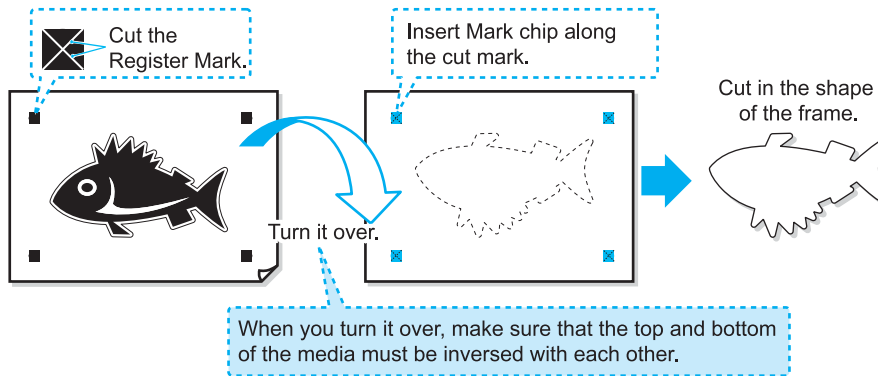 Cut the
Register Mark.
Insert Mark chip along
the cut mark.
Cut in the shape
of the frame.
Turn it over.
When you turn it over, make sure that the top and bottom
of the media must be inversed with each other.